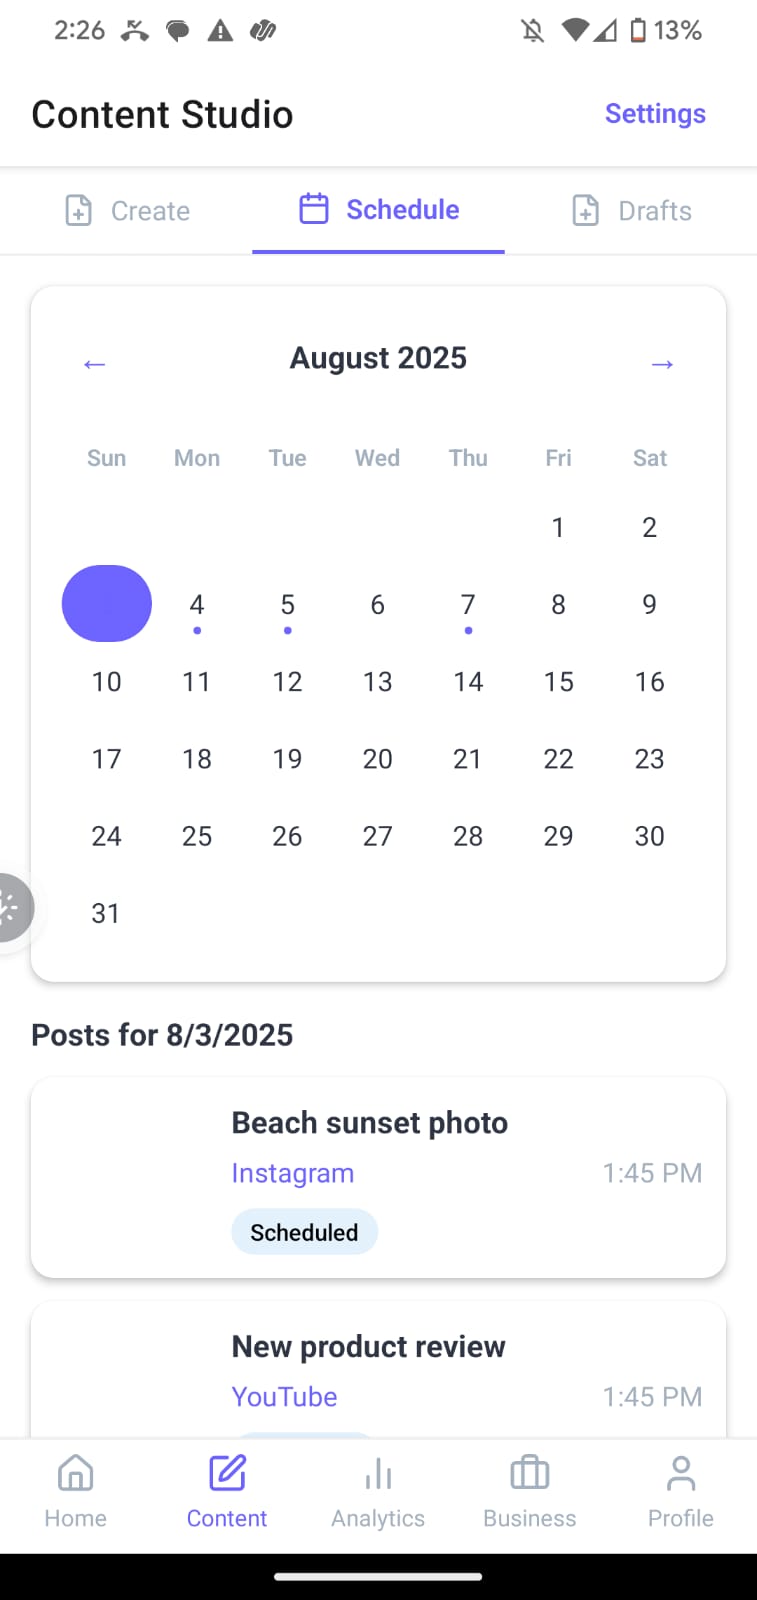 2:26 13%
Content Studio Settings
Create Schedule Drafts
← August 2025 →
Sun Mon Tue Wed Thu Fri Sat
1 2
4 5 6 7 8 9
10 11 12 13 14 15 16
17 18 19 20 21 22 23
24 25 26 27 28 29 30
31
Posts for 8/3/2025
Beach sunset photo
Instagram 1:45 PM
Scheduled
New product review
YouTube 1:45 PM
Home Content Analytics Business Profile